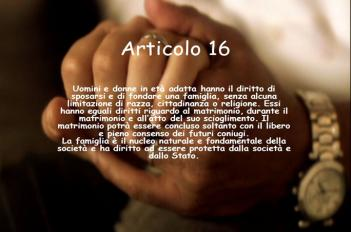 Articolo 16
Uomini e donne in età adatta hanno il diritto di
sposarsi e di fondare una famiglia, senza alcuna
limitazione di razza, cittadinanza o religione. Essi
hanno eguali diritti riguardo al matrimonio, durante il
matrimonio e all'atto del suo scioglimento. Il
matrimonio potrà essere concluso soltanto con il libero
e pieno consenso dei futuri coniugi.
La famiglia è il nucleo naturale e fondamentale della
società e ha diritto ad essere protetta dalla società e
dallo Stato.